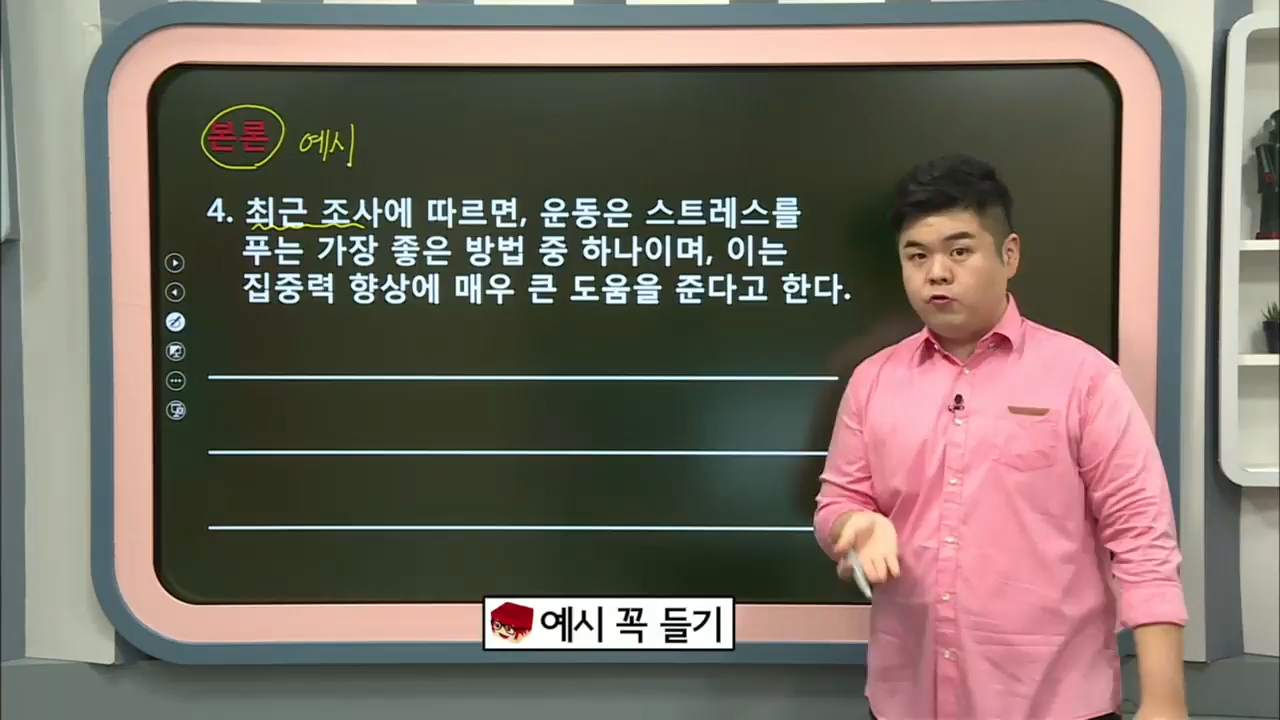 본론 예시
4. 최근 조사에 따르면, 운동은 스트레스를
푸는 가장 좋은 방법 중 하나이며, 이는
집중력 향상에 매우 큰 도움을 준다고 한다.
예시 꼭 들기